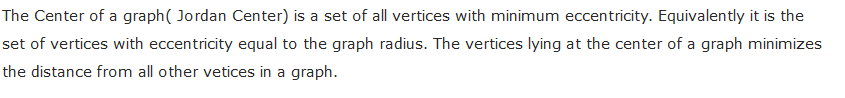 The Center of a graph( Jordan Center) is a set of all vertices with minimum eccentricity. Equivalently it is the
set of vertices with eccentricity equal to the graph radius. The vertices lying at the center of a graph minimizes
the distance from all other vetices in a graph.